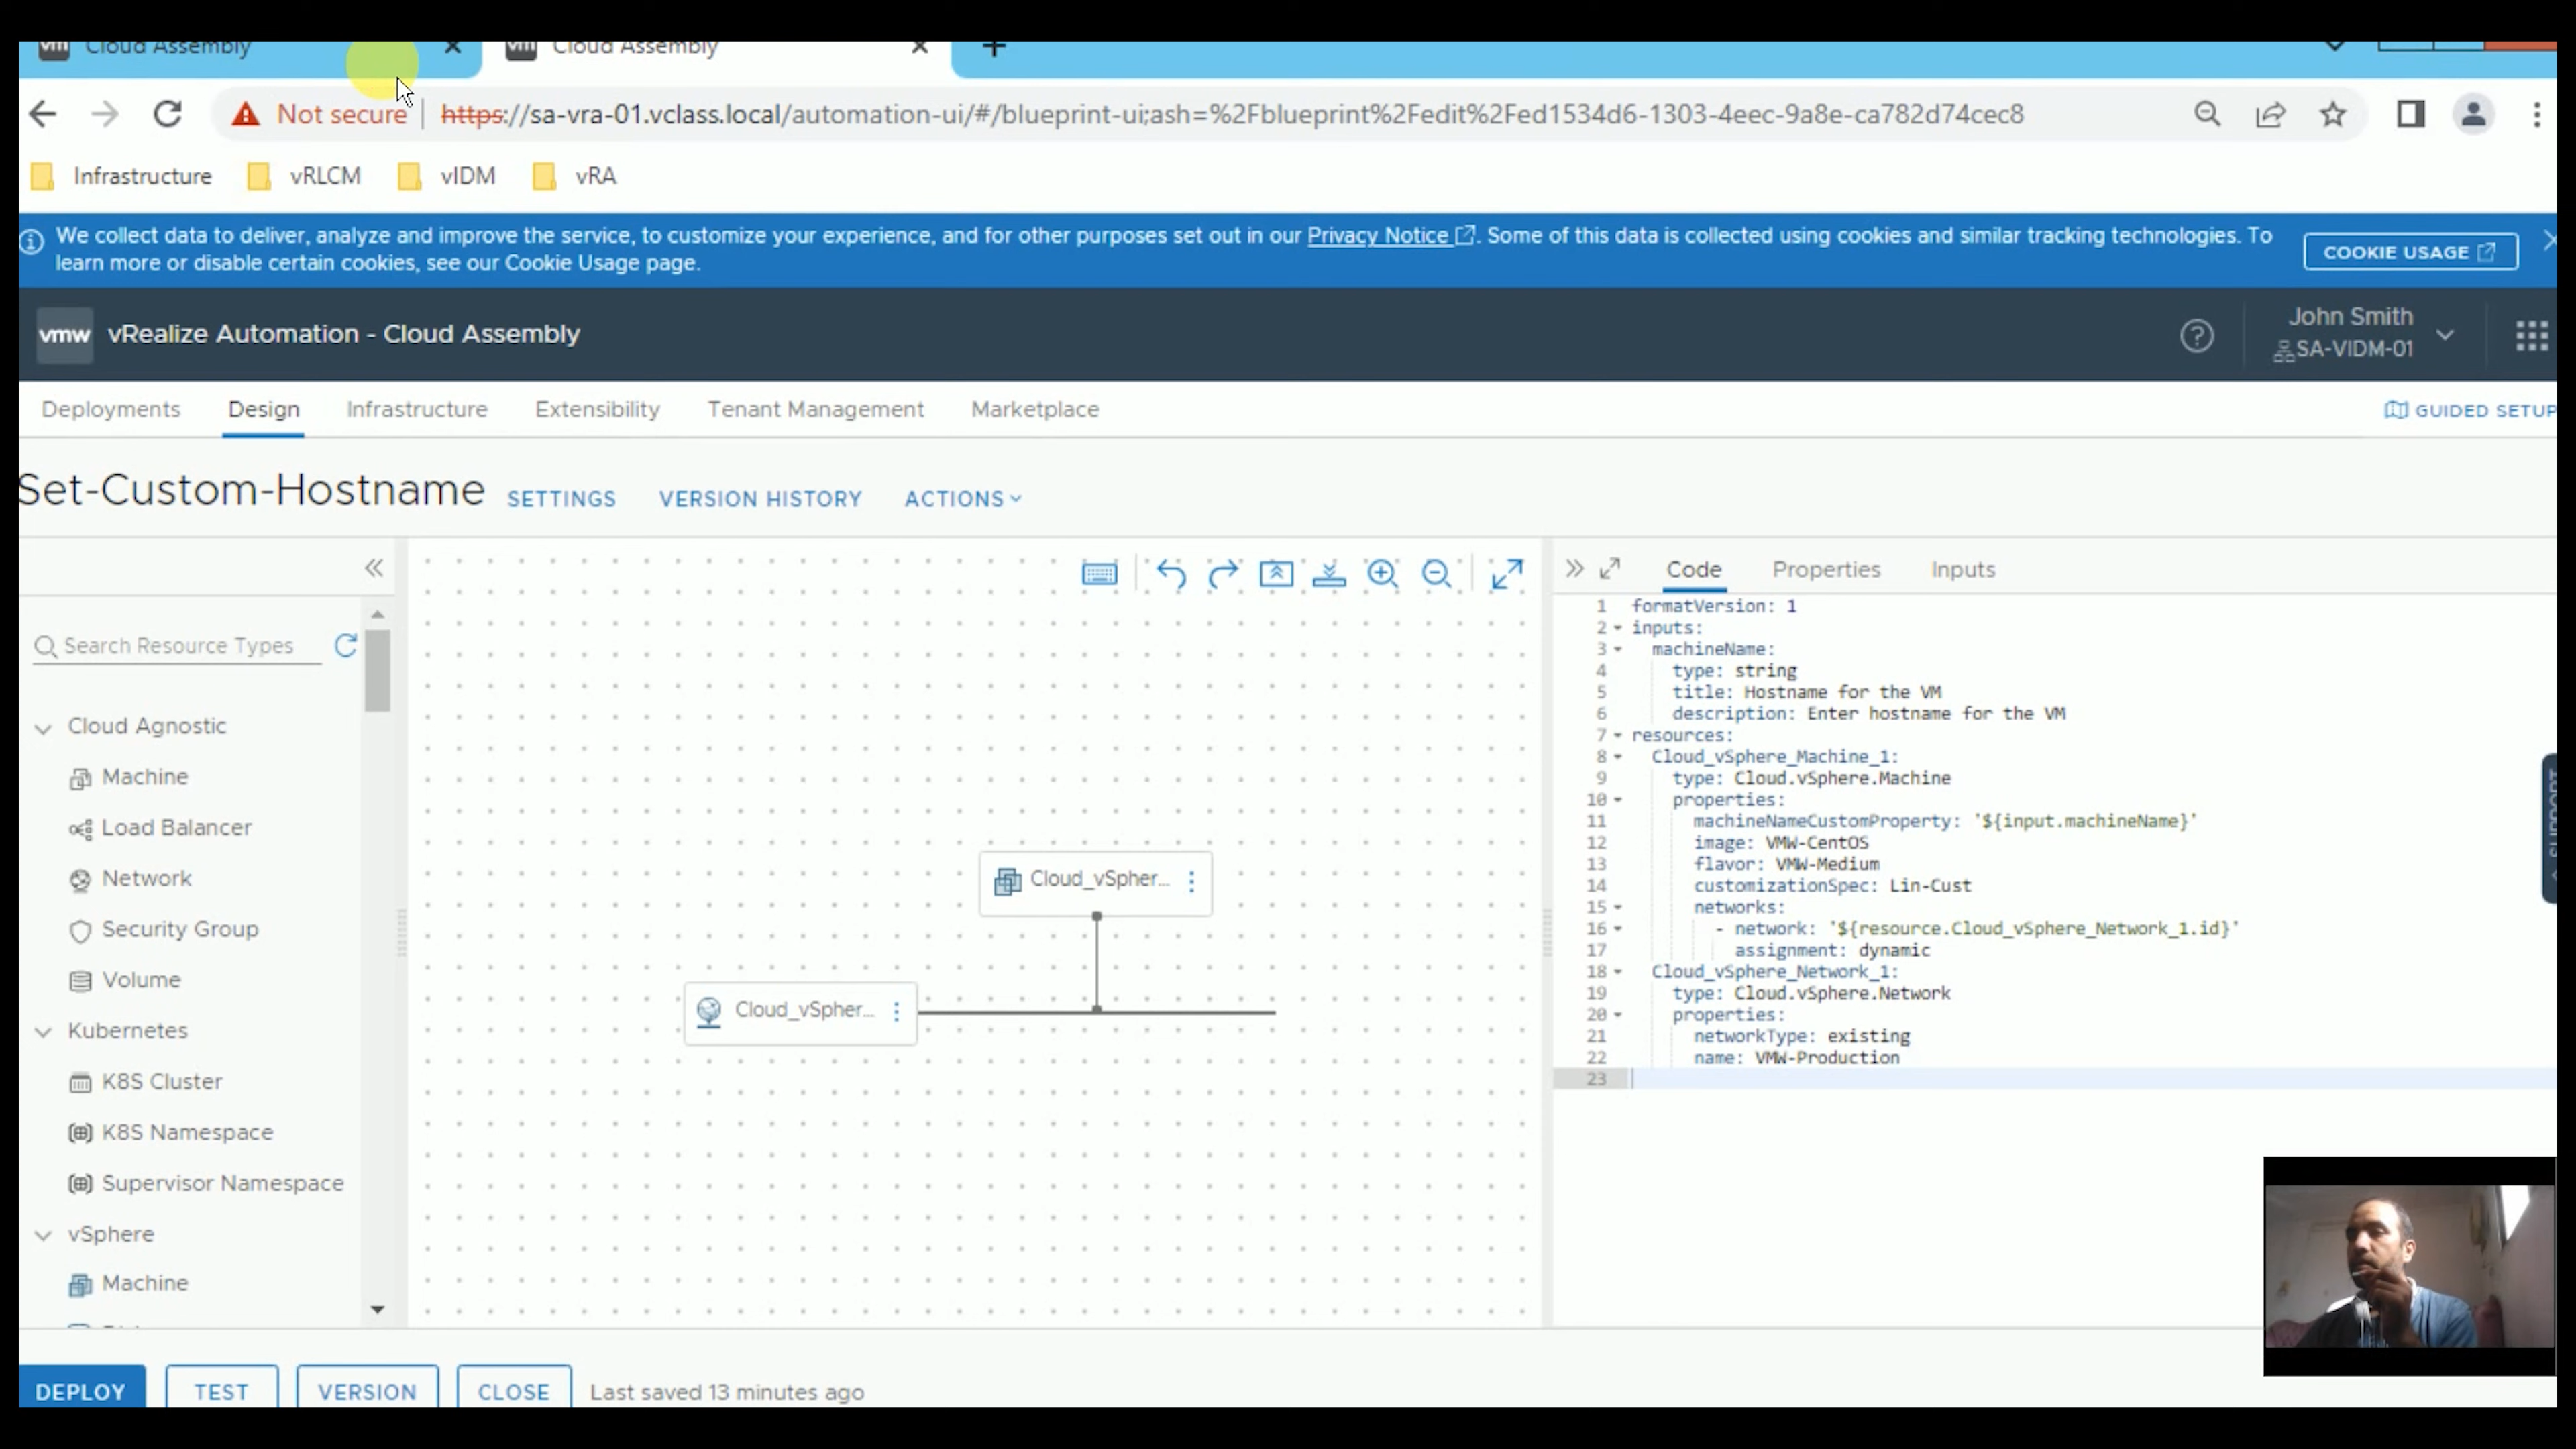 vm Cloud Assembly
vm Cloud Assembly
Not secure
https://sa-vra-01.vclass.local/automation-ui/#/blueprint-ui;ash=%2Fblueprint%2Fedit%2Fed1534d6-1303-4eec-9a8e-ca782d74cec8
Infrastructure
vRLCM
vIDM
vRA
We collect data to deliver, analyze and improve the service, to customize your experience, and for other purposes set out in our Privacy Notice. Some of this data is collected using cookies and similar tracking technologies. To
learn more or disable certain cookies, see our Cookie Usage page.
COOKIE USAGE
vmw vRealize Automation - Cloud Assembly
John Smith
SA-VIDM-01
Deployments
Design
Infrastructure
Extensibility
Tenant Management
Marketplace
GUIDED SETUP
Set-Custom-Hostname
SETTINGS
VERSION HISTORY
ACTIONS
Search Resource Types
Cloud Agnostic
Machine
Load Balancer
Network
Security Group
Volume
Kubernetes
K8S Cluster
K8S Namespace
Supervisor Namespace
vSphere
Machine
Cloud_vSpher...
Cloud_vSpher...
Code
Properties
Inputs
1 formatVersion: 1
2 inputs:
3 machineName:
4 type: string
5 title: Hostname for the VM
6 description: Enter hostname for the VM
7 resources:
8 Cloud_vSphere_Machine_1:
9 type: Cloud.vSphere.Machine
10 properties:
11 machineNameCustomProperty: '${input.machineName}'
12 image: VMW-CentOS
13 flavor: VMW-Medium
14 customizationSpec: Lin-Cust
15 networks:
16 - network: '${resource.Cloud_vSphere_Network_1.id}'
17 assignment: dynamic
18 Cloud_vSphere_Network_1:
19 type: Cloud.vSphere.Network
20 properties:
21 networkType: existing
22 name: VMW-Production
23
SUPPORT
DEPLOY
TEST
VERSION
CLOSE
Last saved 13 minutes ago